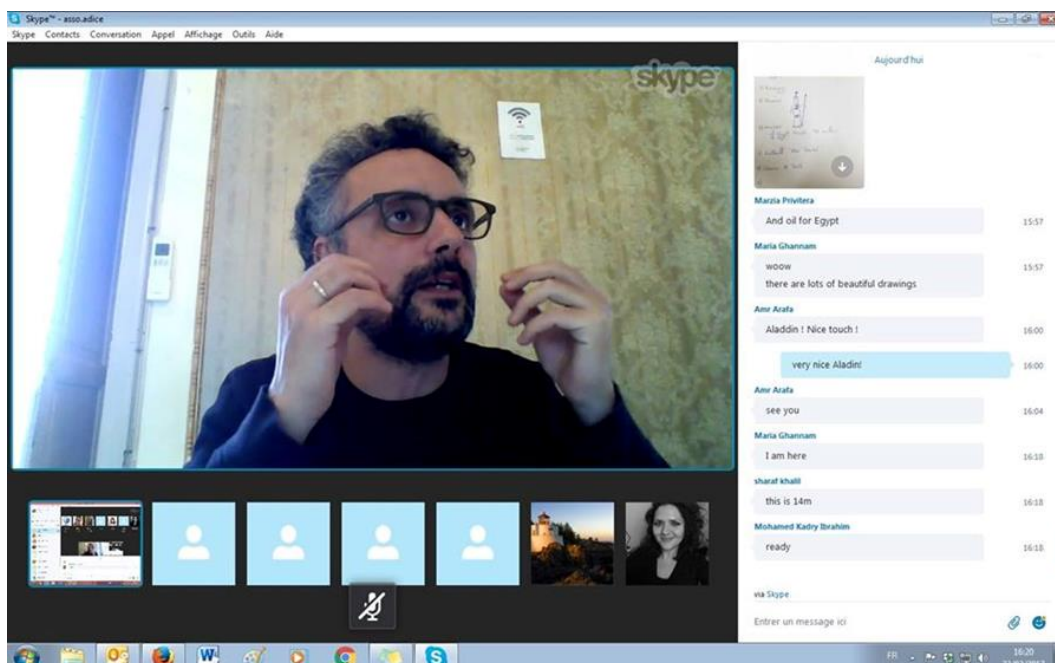 Skype™ - asso.adice
Skype Contacts Conversation Appel Affichage Outils Aide
skype
Aujourd'hui
Marzia Privitera
And oil for Egypt
15:57
Maria Ghannam
woow
15:57
there are lots of beautiful drawings
Amr Arafa
Aladdin ! Nice touch !
16:00
very nice Aladin!
16:00
Amr Arafa
see you
16:04
Maria Ghannam
I am here
16:18
sharaf khalil
this is 14m
16:18
Mohamed Kadry Ibrahim
ready
16:18
via Skype
Entrer un message ici
FR
16:20